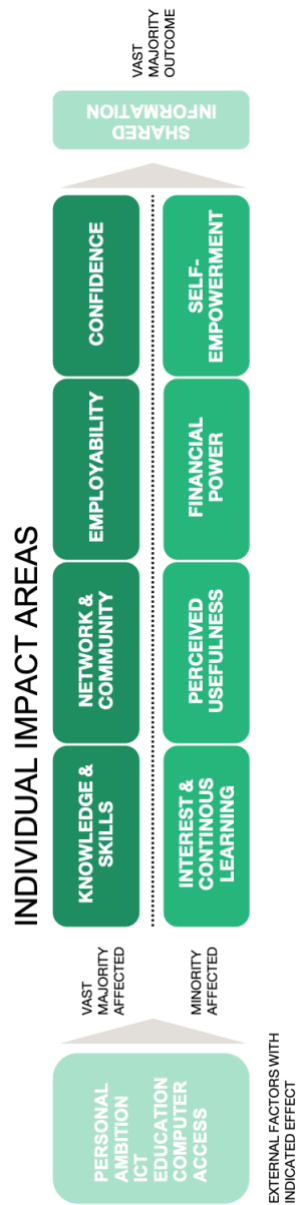 INDIVIDUAL IMPACT AREAS
PERSONAL
AMBITION
ICT
EDUCATION
COMPUTER
ACCESS
EXTERNAL FACTORS WITH
INDICATED EFFECT
VAST
MAJORITY
AFFECTED
KNOWLEDGE &
SKILLS
NETWORK &
COMMUNITY
EMPLOYABILITY
CONFIDENCE
MINORITY
AFFECTED
INTEREST &
CONTINOUS
LEARNING
PERCEIVED
USEFULNESS
FINANCIAL
POWER
SELF-
EMPOWERMENT
SHARED
INFORMATION
VAST
MAJORITY
OUTCOME